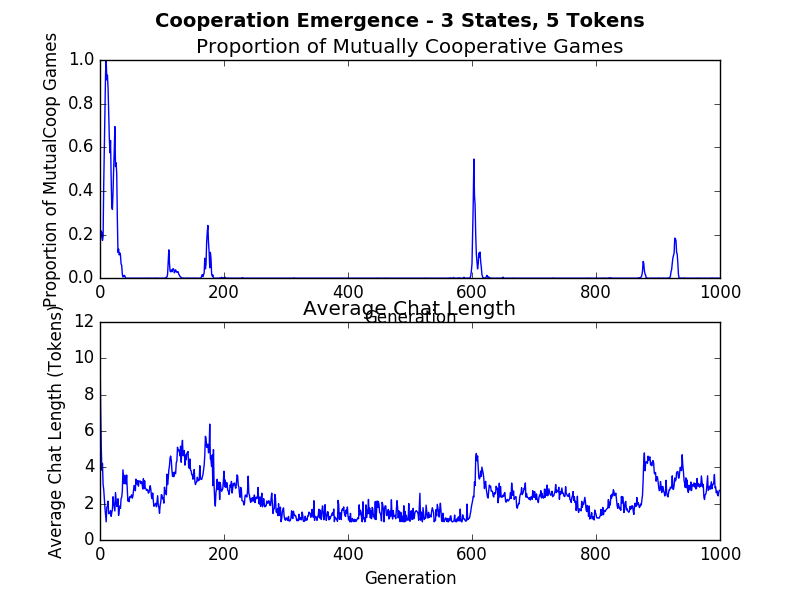 Cooperation Emergence - 3 States, 5 Tokens
Proportion of Mutually Cooperative Games
Proportion of MutualCoop Games
1.0
0.8
0.6
0.4
0.2
0.0
0 200 400 600 800 1000
Generation
Average Chat Length
Average Chat Length (Tokens)
12
10
8
6
4
2
0
0 200 400 600 800 1000
Generation